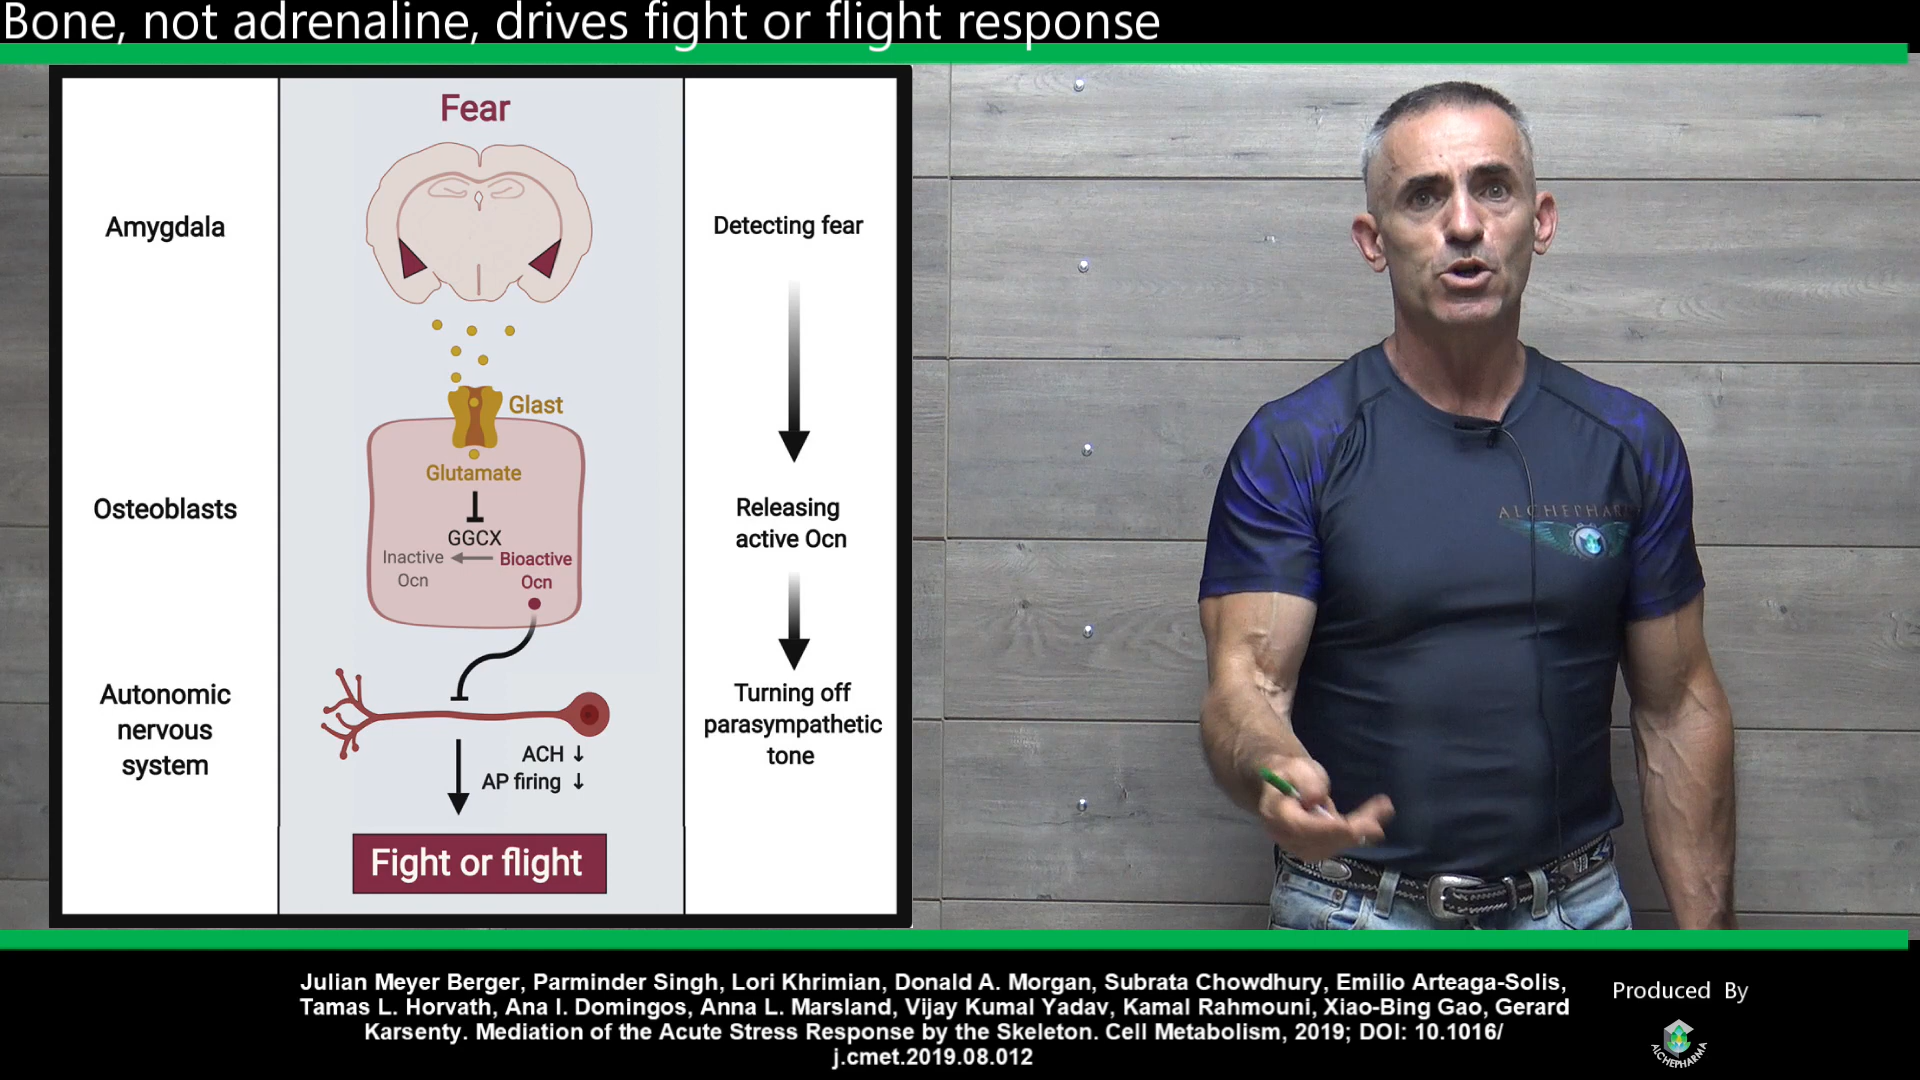 Bone, not adrenaline, drives fight or flight response
Fear
Amygdala
Detecting fear
Glast
Glutamate
GGCX
Inactive
Ocn
Bioactive
Ocn
Osteoblasts
Releasing
active Ocn
Autonomic
nervous
system
Turning off
parasympathetic
tone
ACH ↓
AP firing ↓
Fight or flight
ALCHEPHAR
Julian Meyer Berger, Parminder Singh, Lori Khrimian, Donald A. Morgan, Subrata Chowdhury, Emilio Arteaga-Solis,
Tamas L. Horvath, Ana I. Domingos, Anna L. Marsland, Vijay Kumal Yadav, Kamal Rahmouni, Xiao-Bing Gao, Gerard
Karsenty. Mediation of the Acute Stress Response by the Skeleton. Cell Metabolism, 2019; DOI: 10.1016/
j.cmet.2019.08.012
Produced By
AlCHEPHARMA